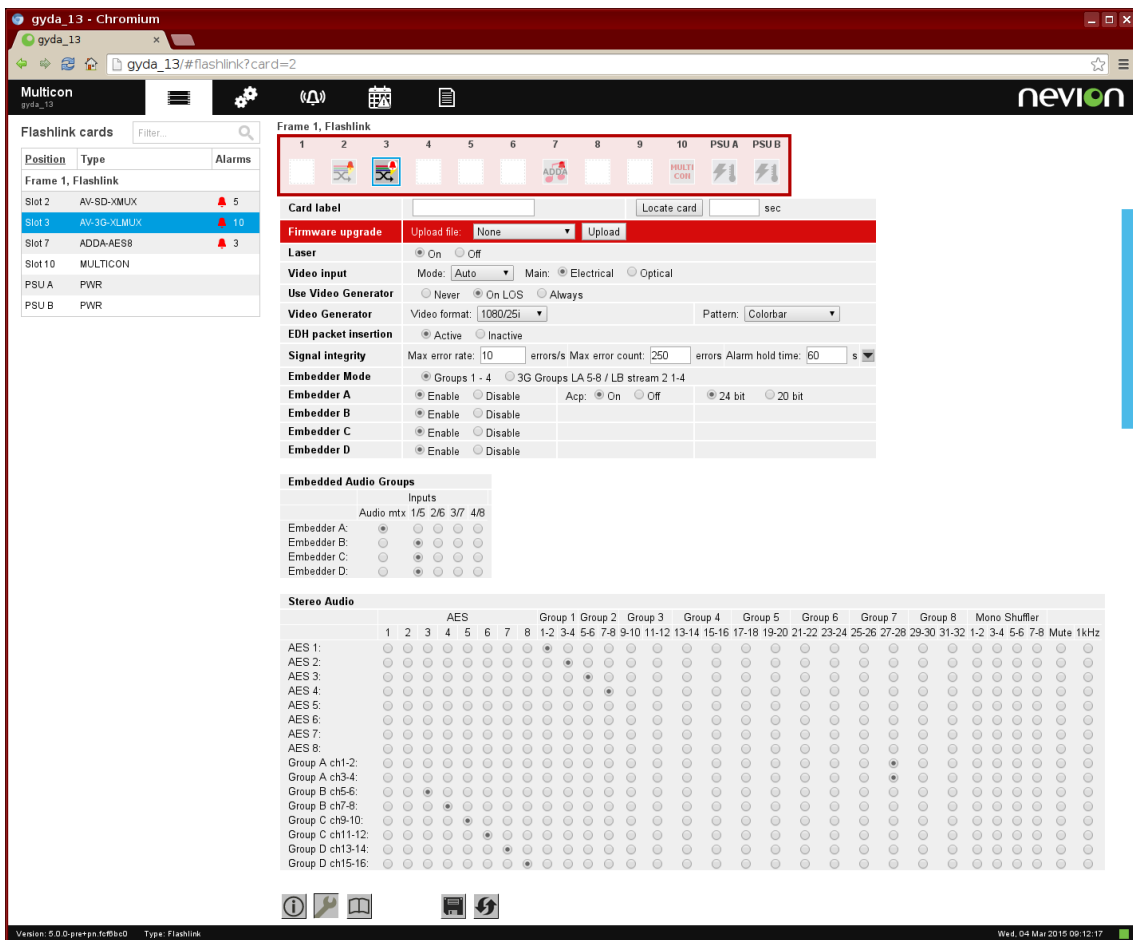 gyda_13 - Chromium
gyda_13
gyda_13/#flashlink?card=2
Multicon
gyda_13
nevion
Flashlink cards Filter...
Position Type Alarms
Frame 1, Flashlink
Slot 2 AV-SD-XMUX 5
Slot 3 AV-3G-XLMUX 10
Slot 7 ADDA-AES8 3
Slot 10 MULTICON
PSU A PWR
PSU B PWR
Frame 1, Flashlink
1 2 3 4 5 6 7 8 9 10 PSU A PSU B
ADDA MULTI CON
Card label Locate card sec
Firmware upgrade Upload file: None Upload
Laser On Off
Video input Mode: Auto Main: Electrical Optical
Use Video Generator Never On LOS Always
Video Generator Video format: 1080/25i Pattern: Colorbar
EDH packet insertion Active Inactive
Signal integrity Max error rate: 10 errors/s Max error count: 250 errors Alarm hold time: 60 s
Embedder Mode Groups 1 - 4 3G Groups LA 5-8 / LB stream 2 1-4
Embedder A Enable Disable Acp: On Off 24 bit 20 bit
Embedder B Enable Disable
Embedder C Enable Disable
Embedder D Enable Disable
Embedded Audio Groups
Inputs
Audio mtx 1/5 2/6 3/7 4/8
Embedder A:
Embedder B:
Embedder C:
Embedder D:
Stereo Audio
AES Group 1 Group 2 Group 3 Group 4 Group 5 Group 6 Group 7 Group 8 Mono Shuffler
1 2 3 4 5 6 7 8 1-2 3-4 5-6 7-8 9-10 11-12 13-14 15-16 17-18 19-20 21-22 23-24 25-26 27-28 29-30 31-32 1-2 3-4 5-6 7-8 Mute 1kHz
AES 1:
AES 2:
AES 3:
AES 4:
AES 5:
AES 6:
AES 7:
AES 8:
Group A ch1-2:
Group A ch3-4:
Group B ch5-6:
Group B ch7-8:
Group C ch9-10:
Group C ch11-12:
Group D ch13-14:
Group D ch15-16:
Version: 5.0.0-pre+pn.fcf6bc0 Type: Flashlink
Wed, 04 Mar 2015 09:12:17